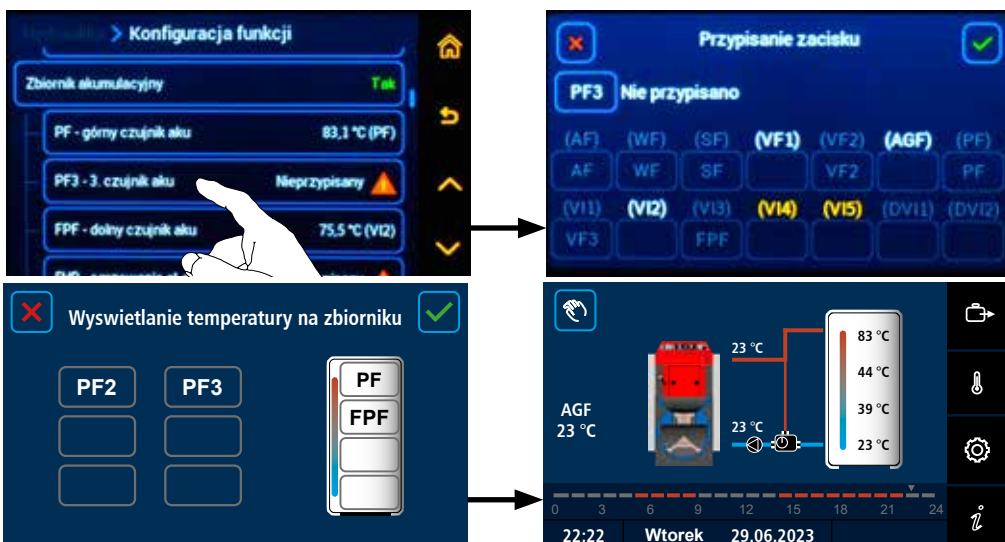 > Konfiguracja funkcji
Zbiornik akumulacyjny Tak
PF - górny czujnik aku 83,1 °C (PF)
PF3 - 3. czujnik aku Nieprzypisany
FPF - dolny czujnik aku 75,5 °C (VI2)
Przypisanie zacisku
PF3 Nie przypisano
(AF) (WF) (SF) (VF1) (VF2) (AGF) (PF)
AF WF SF VF2 PF
(VI1) (VI2) (VI3) (VI4) (VI5) (DVI1) (DVI2)
VF3 FPF
Wyswietlanie temperatury na zbiorniku
PF2 PF3 PF
FPF
23 °C 83 °C
44 °C
AGF 39 °C
23 °C 23 °C 23 °C
0 3 6 9 12 15 18 21 24
22:22 Wtorek 29.06.2023